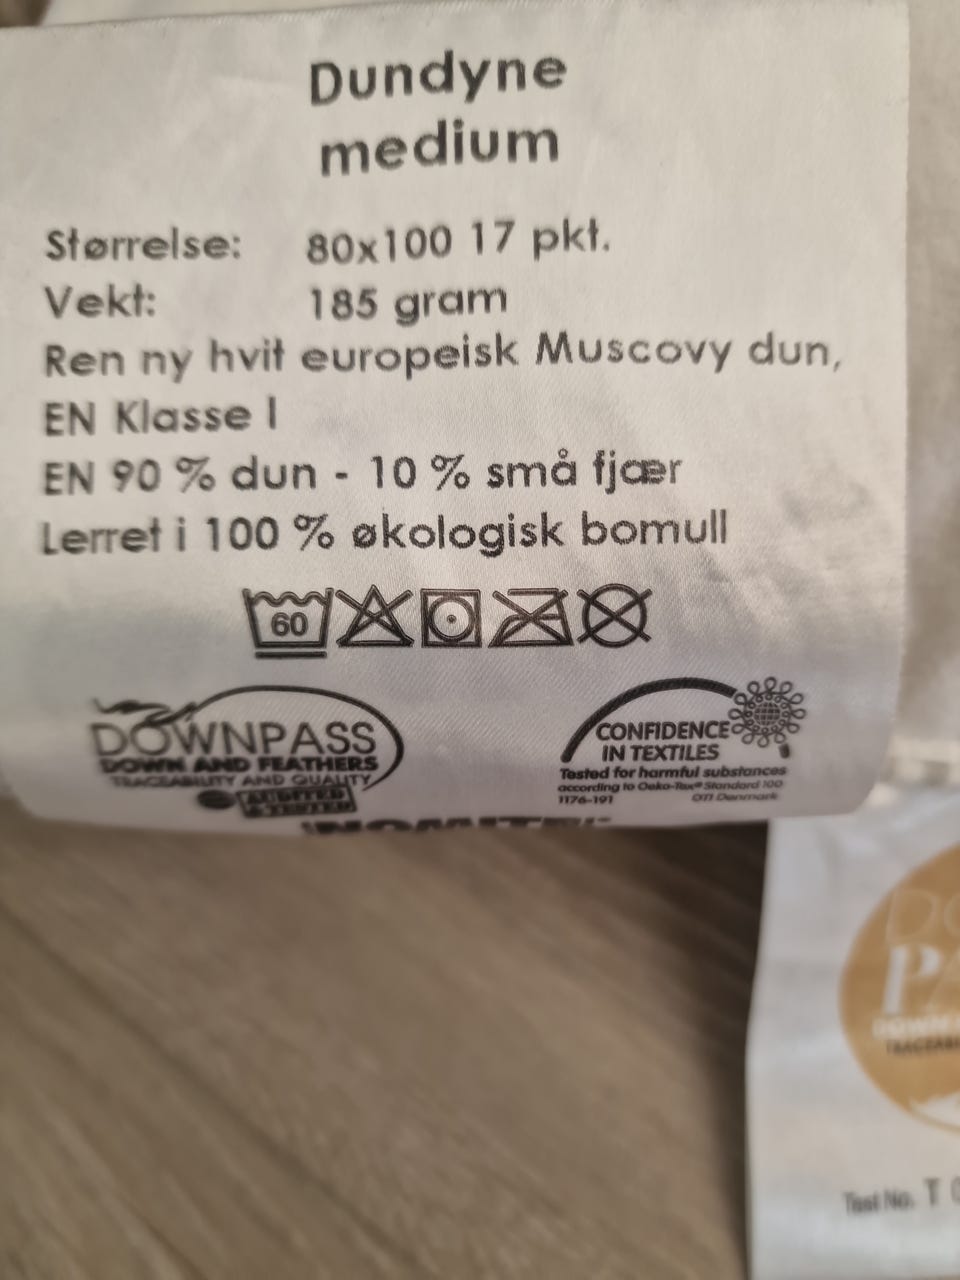 Dundyne
medium
Størrelse: 80x100 17 pkt.
Vekt: 185 gram
Ren ny hvit europeisk Muscovy dun,
EN Klasse I
EN 90 % dun - 10 % små fjær
Lerret i 100 % økologisk bomull
60
DOWNPASS
DOWN AND FEATHERS
TRACEABILITY AND QUALITY
AUDITED
& TESTED
CONFIDENCE
IN TEXTILES
Tested for harmful substances
according to Oeko-Tex® Standard 100
1176-191 OTI Denmark
Test No. T